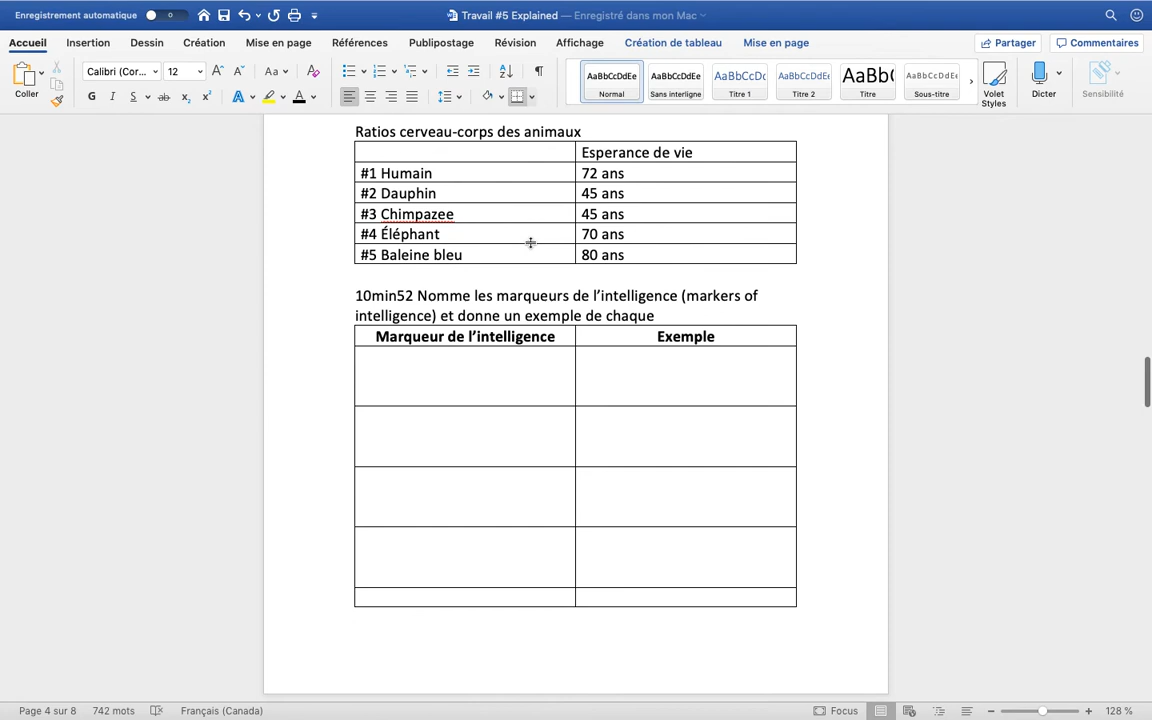 Enregistrement automatique
Travail #5 Explained — Enregistré dans mon Mac
Accueil Insertion Dessin Création Mise en page Références Publipostage Révision Affichage Création de tableau Mise en page Partager Commentaires
Coller
Calibri (Cor... 12
AaBbCcDdEe
Normal
AaBbCcDdEe
Sans interligne
AaBbCcDc
Titre 1
AaBbCcDdEe
Titre 2
AaBb(
Titre
AaBbCcDdEe
Sous-titre
Volet
Styles
Dicter
Sensibilité
Ratios cerveau-corps des animaux
Esperance de vie
#1 Humain 72 ans
#2 Dauphin 45 ans
#3 Chimpazee 45 ans
#4 Éléphant 70 ans
#5 Baleine bleu 80 ans
10min52 Nomme les marqueurs de l’intelligence (markers of
intelligence) et donne un exemple de chaque
Marqueur de l’intelligence Exemple
Page 4 sur 8 742 mots Français (Canada) Focus 128 %